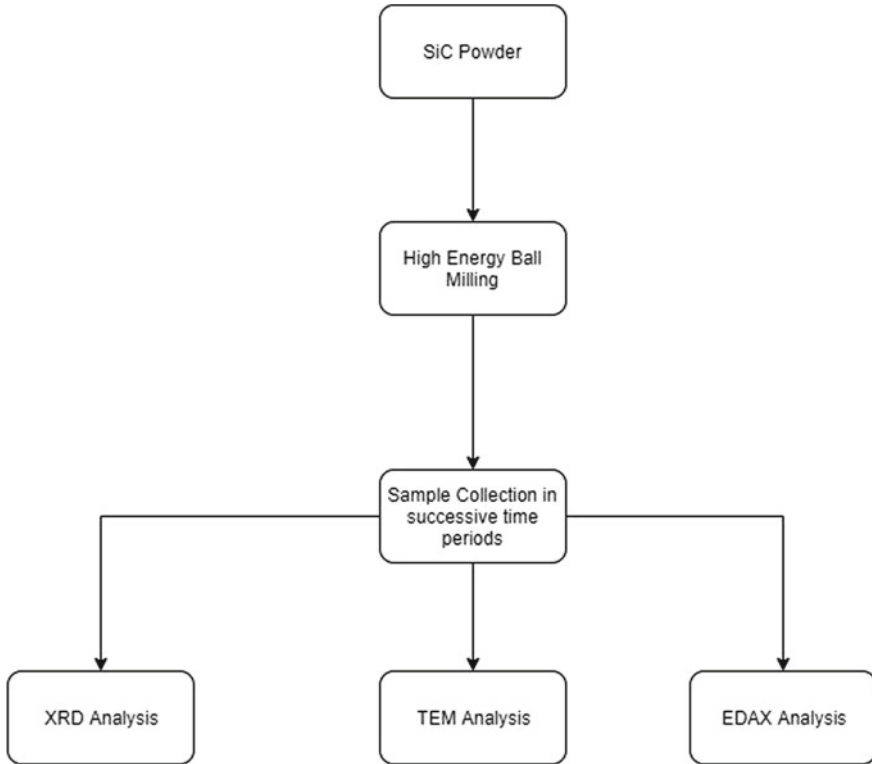 SiC Powder
High Energy Ball
Milling
Sample Collection in
successive time
periods
XRD Analysis
TEM Analysis
EDAX Analysis